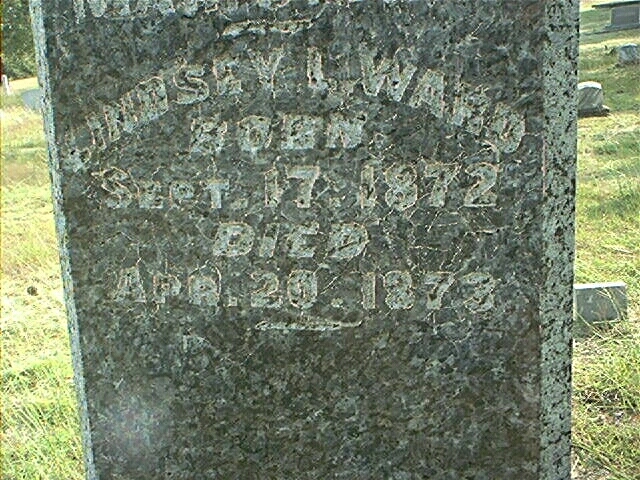 LINDSEY L. WARD
BORN
SEPT. 17. 1872
DIED
APR. 20. 1873